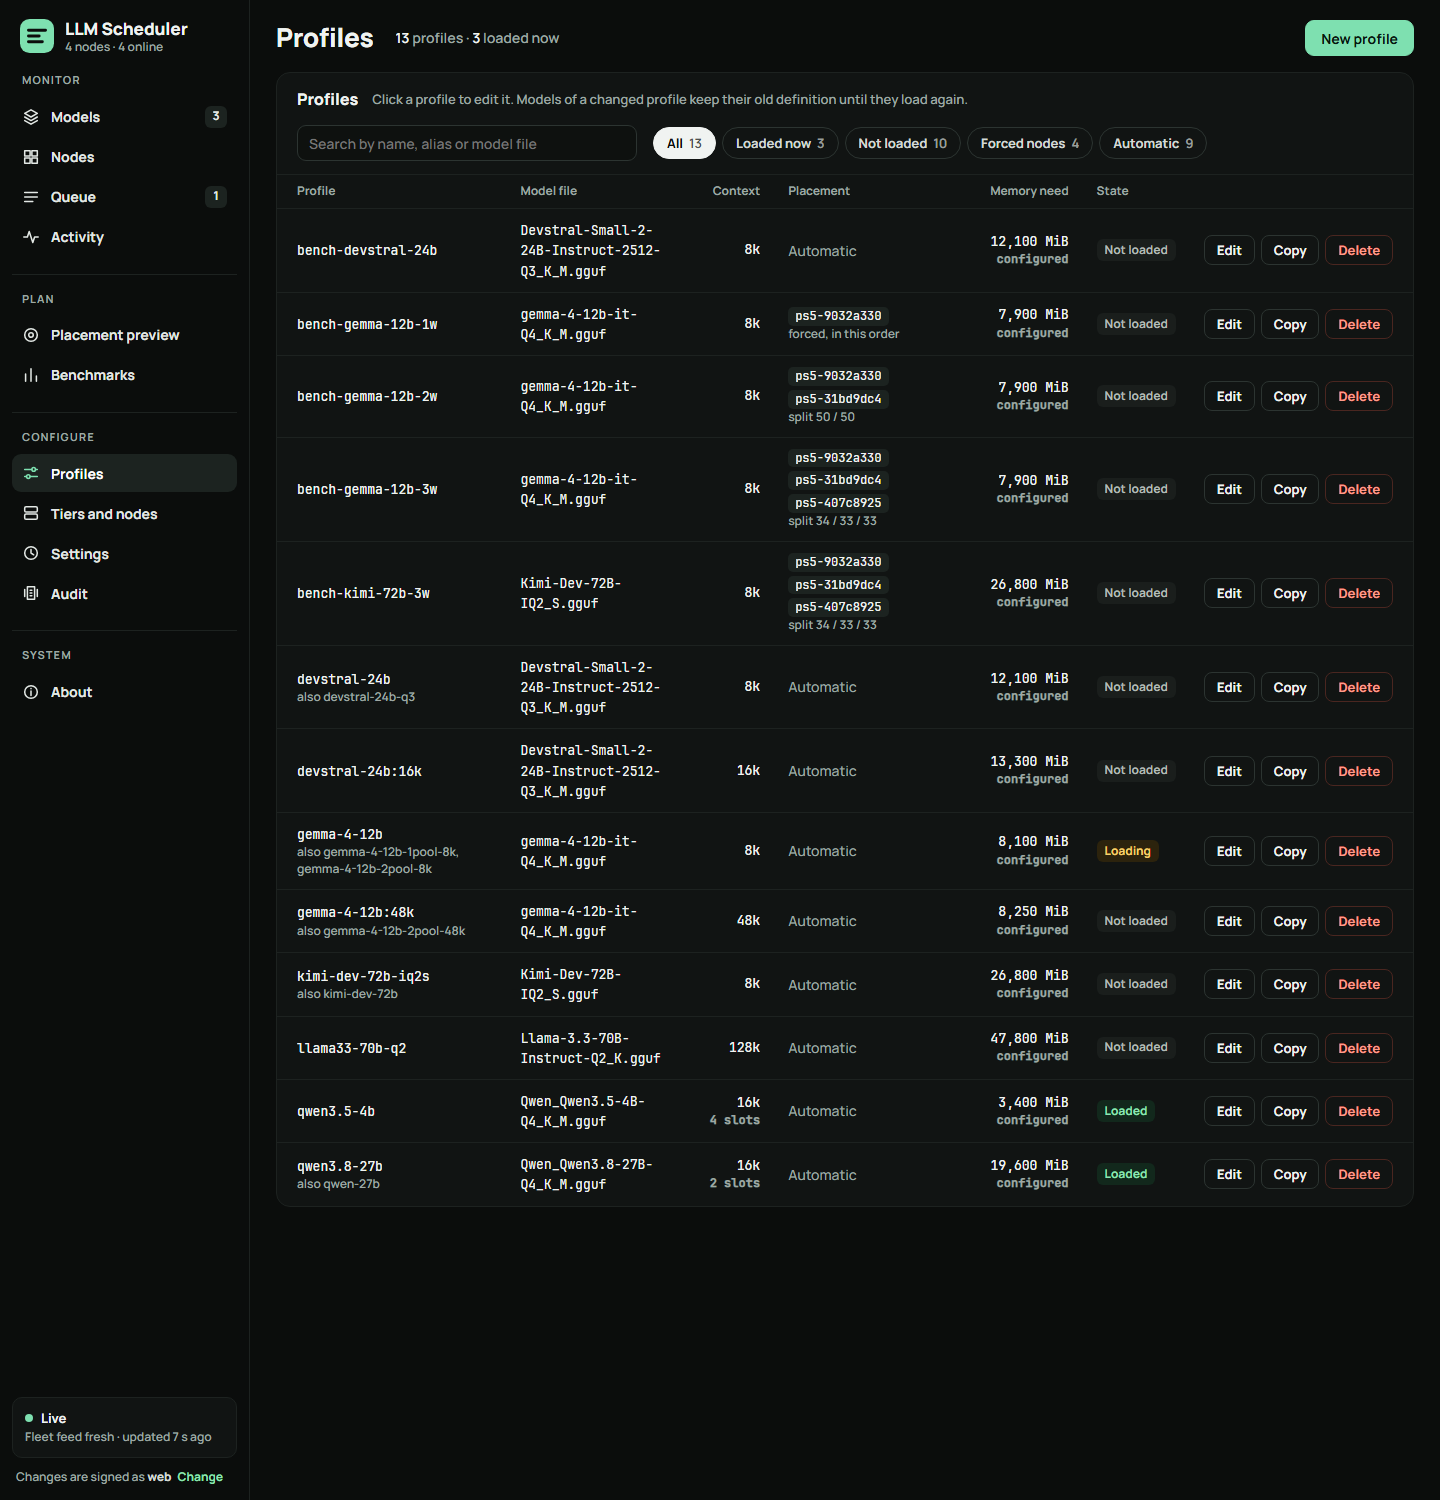 LLM Scheduler
4 nodes · 4 online
MONITOR
Models 3
Nodes
Queue 1
Activity
PLAN
Placement preview
Benchmarks
CONFIGURE
Profiles
Tiers and nodes
Settings
Audit
SYSTEM
About
Live
Fleet feed fresh · updated 7 s ago
Changes are signed as web Change
Profiles 13 profiles · 3 loaded now
New profile
Profiles Click a profile to edit it. Models of a changed profile keep their old definition until they load again.
Search by name, alias or model file
All 13 Loaded now 3 Not loaded 10 Forced nodes 4 Automatic 9
Profile Model file Context Placement Memory need State
bench-devstral-24b
Devstral-Small-2-
24B-Instruct-2512-
Q3_K_M.gguf
8k
Automatic
12,100 MiB
configured
Not loaded
Edit Copy Delete
bench-gemma-12b-1w
gemma-4-12b-it-
Q4_K_M.gguf
8k
ps5-9032a330
forced, in this order
7,900 MiB
configured
Not loaded
Edit Copy Delete
bench-gemma-12b-2w
gemma-4-12b-it-
Q4_K_M.gguf
8k
ps5-9032a330
ps5-31bd9dc4
split 50 / 50
7,900 MiB
configured
Not loaded
Edit Copy Delete
bench-gemma-12b-3w
gemma-4-12b-it-
Q4_K_M.gguf
8k
ps5-9032a330
ps5-31bd9dc4
ps5-407c8925
split 34 / 33 / 33
7,900 MiB
configured
Not loaded
Edit Copy Delete
bench-kimi-72b-3w
Kimi-Dev-72B-
IQ2_S.gguf
8k
ps5-9032a330
ps5-31bd9dc4
ps5-407c8925
split 34 / 33 / 33
26,800 MiB
configured
Not loaded
Edit Copy Delete
devstral-24b
also devstral-24b-q3
Devstral-Small-2-
24B-Instruct-2512-
Q3_K_M.gguf
8k
Automatic
12,100 MiB
configured
Not loaded
Edit Copy Delete
devstral-24b:16k
Devstral-Small-2-
24B-Instruct-2512-
Q3_K_M.gguf
16k
Automatic
13,300 MiB
configured
Not loaded
Edit Copy Delete
gemma-4-12b
also gemma-4-12b-1pool-8k,
gemma-4-12b-2pool-8k
gemma-4-12b-it-
Q4_K_M.gguf
8k
Automatic
8,100 MiB
configured
Loading
Edit Copy Delete
gemma-4-12b:48k
also gemma-4-12b-2pool-48k
gemma-4-12b-it-
Q4_K_M.gguf
48k
Automatic
8,250 MiB
configured
Not loaded
Edit Copy Delete
kimi-dev-72b-iq2s
also kimi-dev-72b
Kimi-Dev-72B-
IQ2_S.gguf
8k
Automatic
26,800 MiB
configured
Not loaded
Edit Copy Delete
llama33-70b-q2
Llama-3.3-70B-
Instruct-Q2_K.gguf
128k
Automatic
47,800 MiB
configured
Not loaded
Edit Copy Delete
qwen3.5-4b
Qwen_Qwen3.5-4B-
Q4_K_M.gguf
16k
4 slots
Automatic
3,400 MiB
configured
Loaded
Edit Copy Delete
qwen3.8-27b
also qwen-27b
Qwen_Qwen3.8-27B-
Q4_K_M.gguf
16k
2 slots
Automatic
19,600 MiB
configured
Loaded
Edit Copy Delete